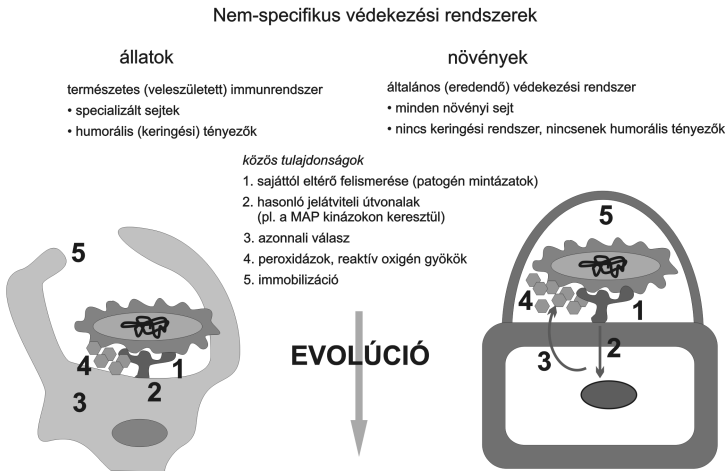 Nem-specifikus védekezési rendszerek
állatok
természetes (veleszületett) immunrendszer
• specializált sejtek
• humorális (keringési) tényezők
növények
általános (eredendő) védekezési rendszer
• minden növényi sejt
• nincs keringési rendszer, nincsenek humorális tényezők
közös tulajdonságok
1. sajáttól eltérő felismerése (patogén mintázatok)
2. hasonló jelátviteli útvonalak
(pl. a MAP kinázokon keresztül)
3. azonnali válasz
4. peroxidázok, reaktív oxigén gyökök
5. immobilizáció
5
4
1
2
3
EVOLÚCIÓ
5
4
1
2
3